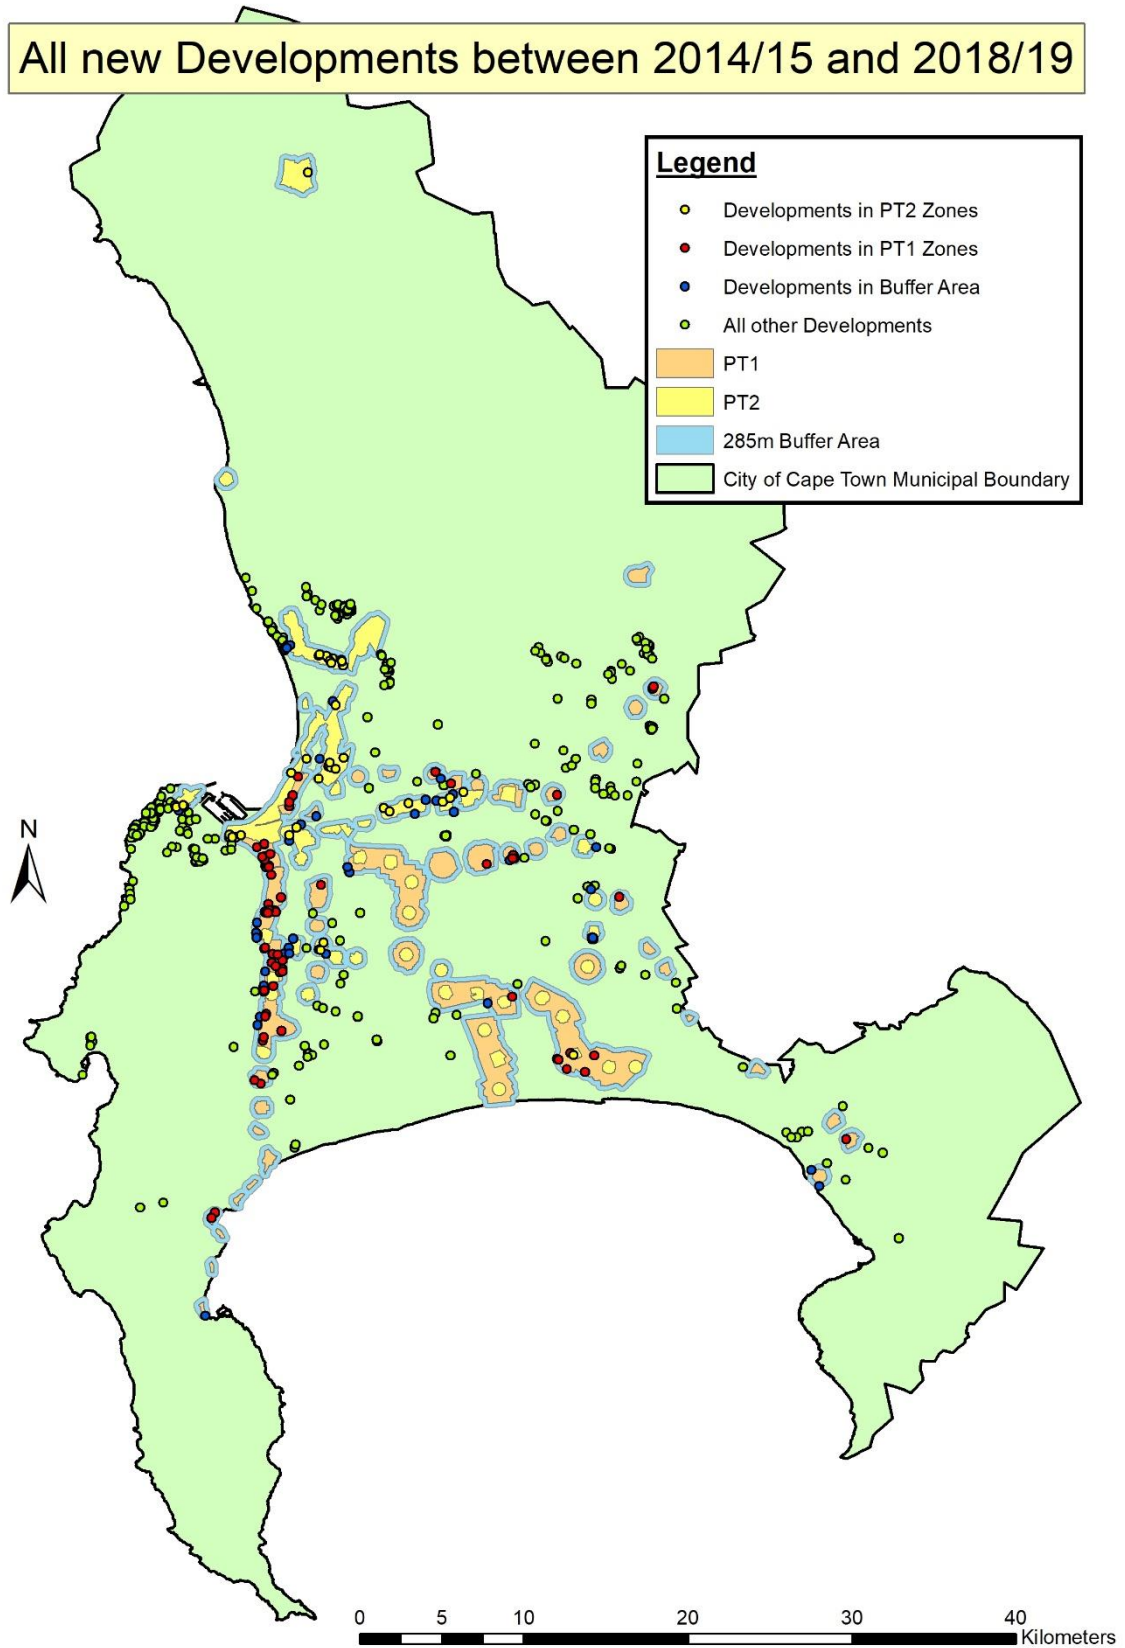 All new Developments between 2014/15 and 2018/19
Legend
Developments in PT2 Zones
Developments in PT1 Zones
Developments in Buffer Area
All other Developments
PT1
PT2
285m Buffer Area
City of Cape Town Municipal Boundary
N
0 5 10 20 30 40
Kilometers